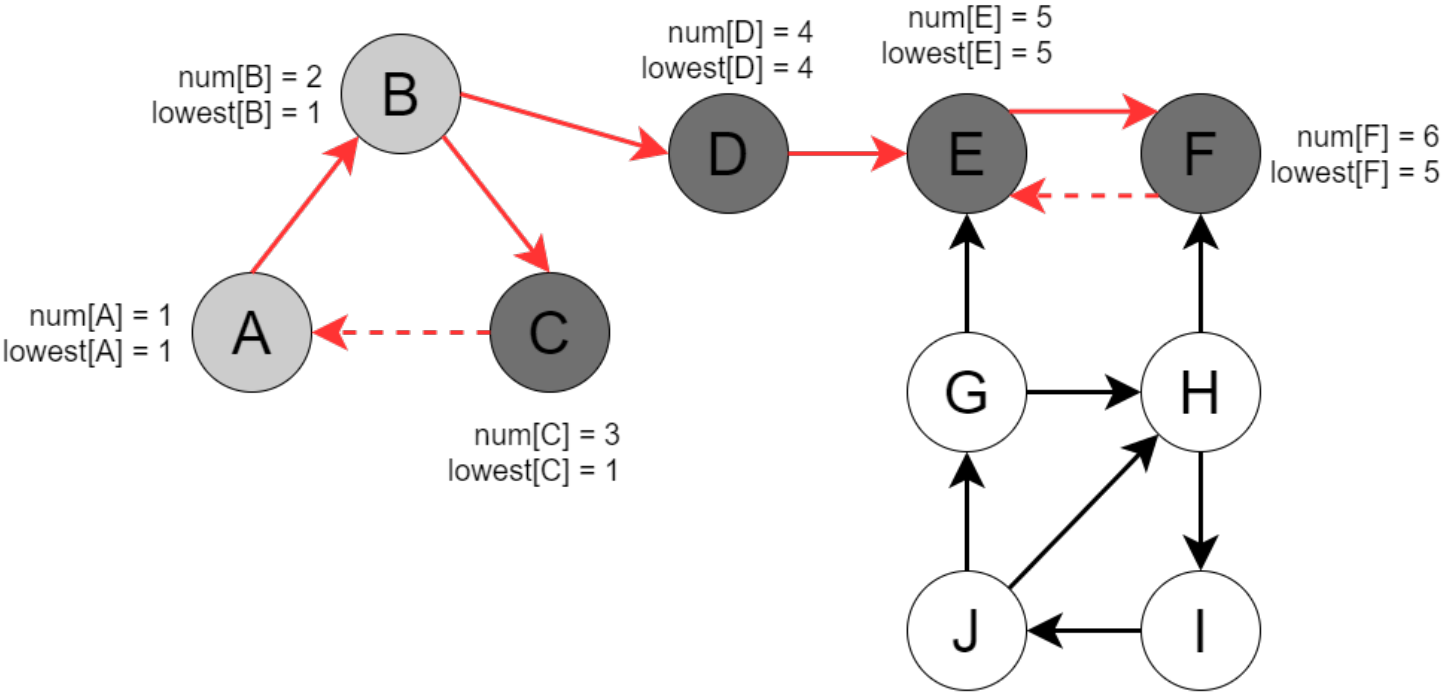 num[E] = 5
lowest[E] = 5
num[D] = 4
lowest[D] = 4
num[B] = 2
lowest[B] = 1
B
D
E
F
num[F] = 6
lowest[F] = 5
num[A] = 1
lowest[A] = 1
A
C
num[C] = 3
lowest[C] = 1
G
H
J
I